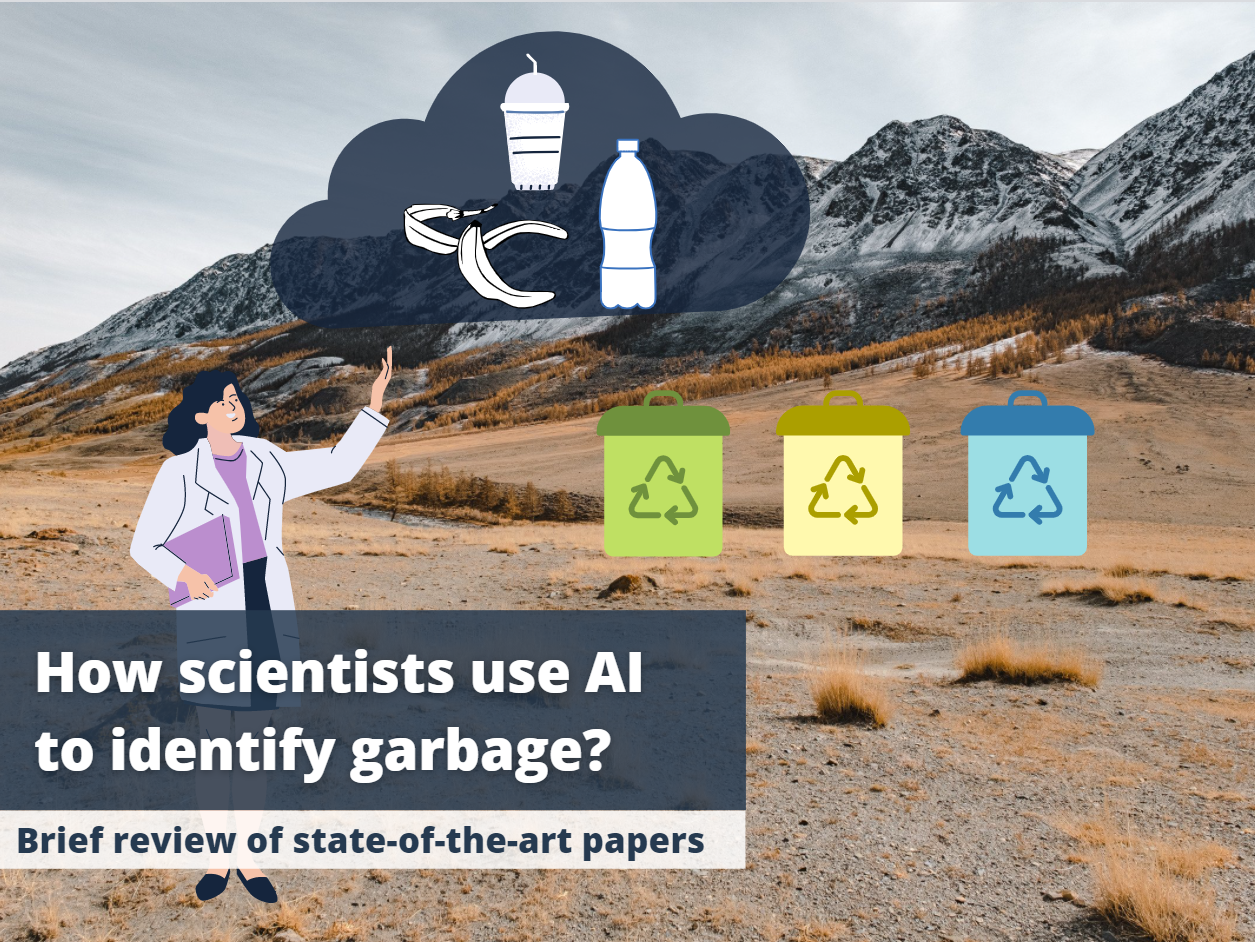 How scientists use AI
to identify garbage?
Brief review of state-of-the-art papers